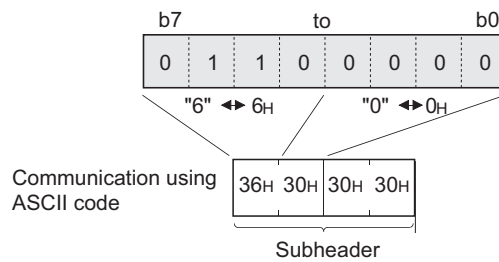 b7 to b0
0 1 1 0 0 0 0 0
"6" ↔ 6H "0" ↔ 0H
Communication using
ASCII code
36H 30H 30H 30H
Subheader